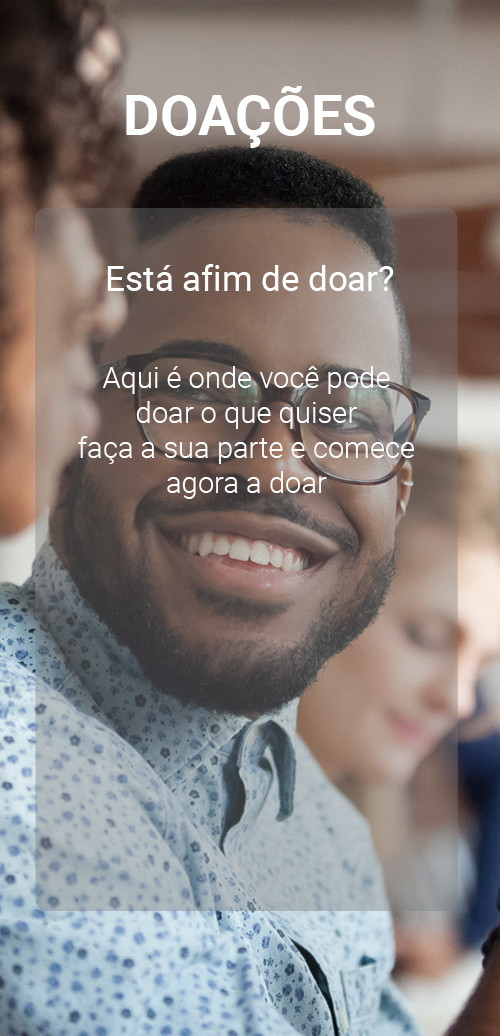 DOAÇÕES
Está afim de doar?
Aqui é onde você pode
doar o que quiser
faça a sua parte e comece
agora a doar